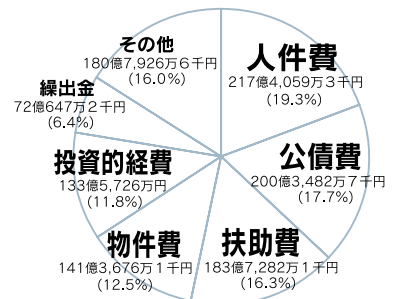 その他
180億7,926万6千円
(16.0%)
人件費
217億4,059万3千円
(19.3%)
繰出金
72億647万2千円
(6.4%)
公債費
200億3,482万7千円
(17.7%)
投資的経費
133億5,726万円
(11.8%)
物件費
141億3,676万1千円
(12.5%)
扶助費
183億7,282万1千円
(16.3%)